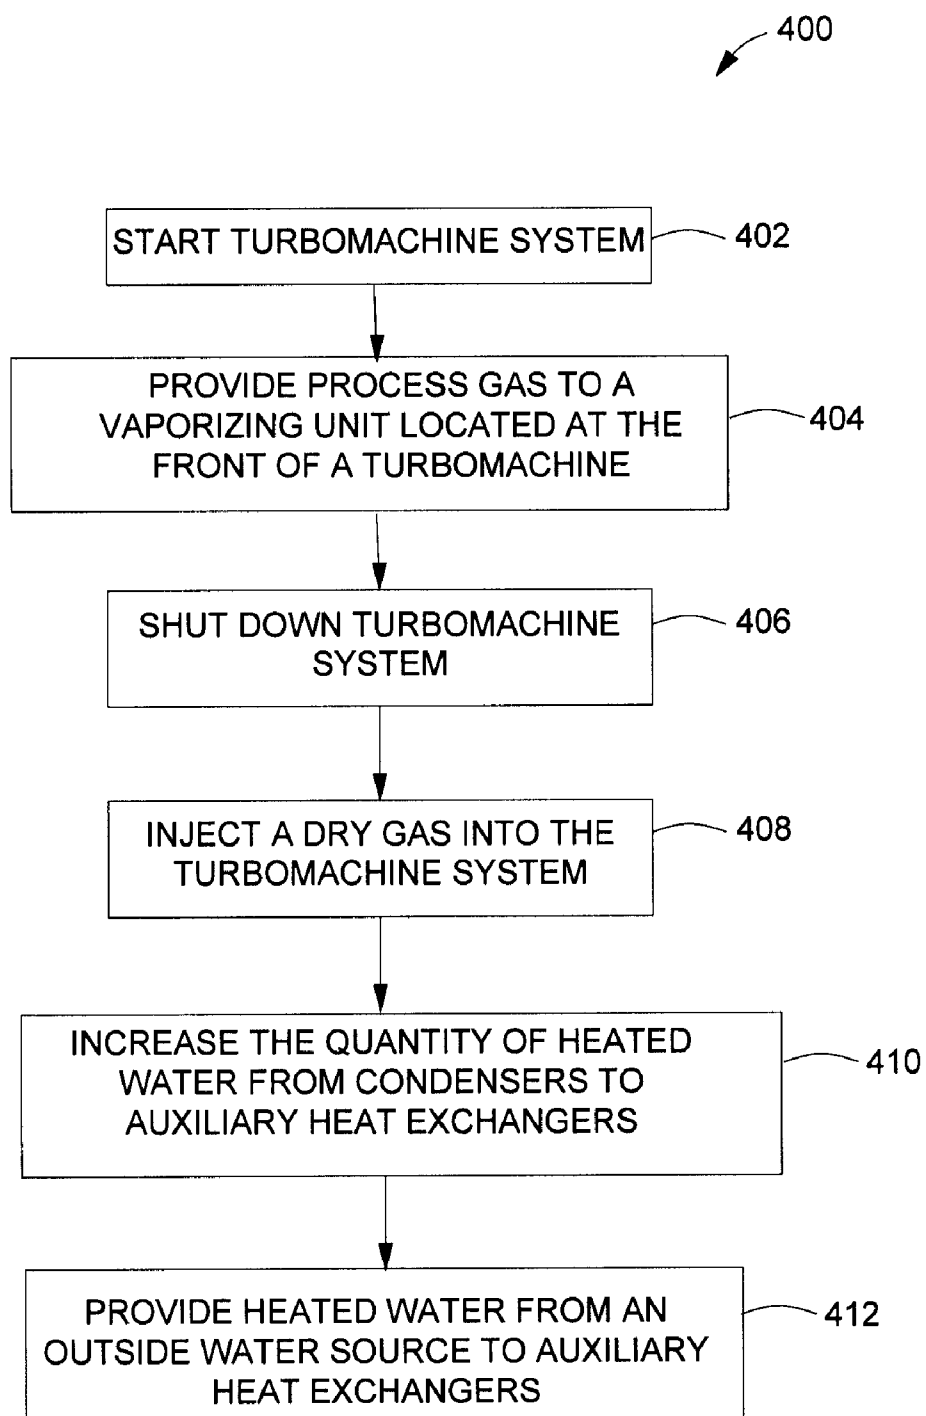 400
START TURBOMACHINE SYSTEM
402
PROVIDE PROCESS GAS TO A
VAPORIZING UNIT LOCATED AT THE
FRONT OF A TURBOMACHINE
404
SHUT DOWN TURBOMACHINE
SYSTEM
406
INJECT A DRY GAS INTO THE
TURBOMACHINE SYSTEM
408
INCREASE THE QUANTITY OF HEATED
WATER FROM CONDENSERS TO
AUXILIARY HEAT EXCHANGERS
410
PROVIDE HEATED WATER FROM AN
OUTSIDE WATER SOURCE TO AUXILIARY
HEAT EXCHANGERS
412